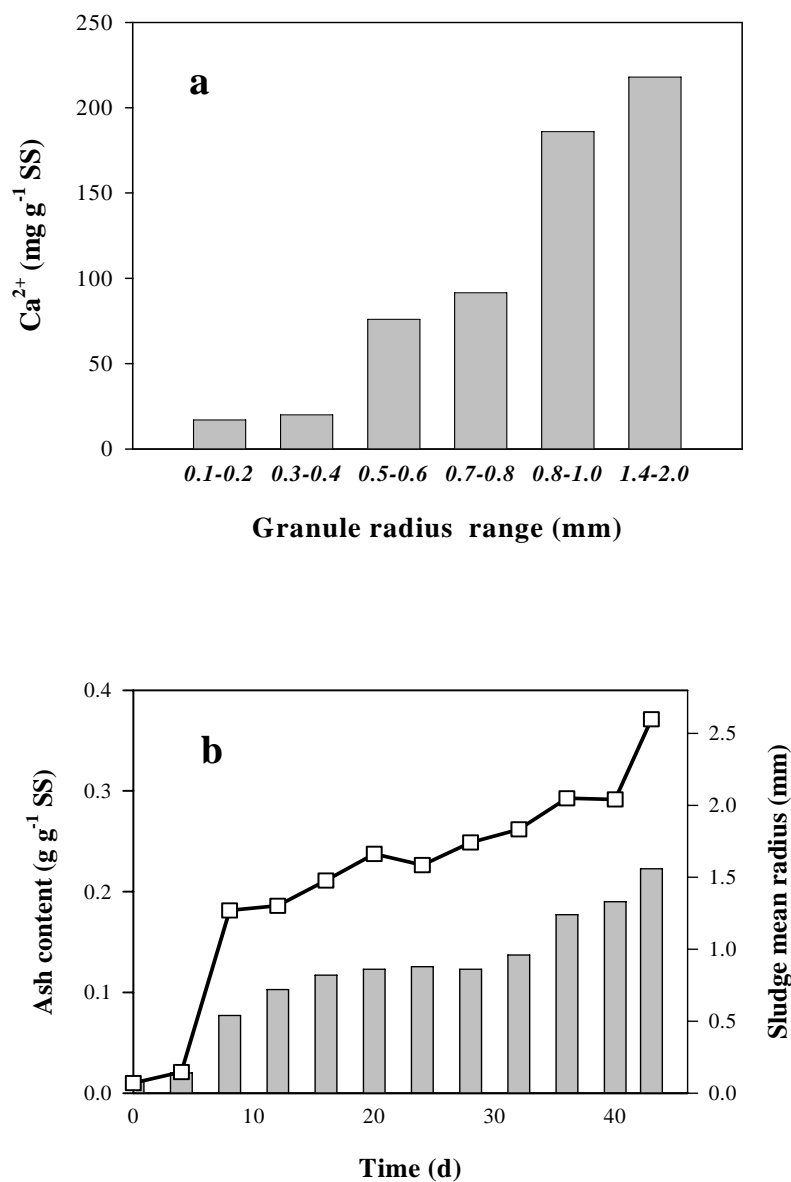 250
a
200
150
100
50
0
Ca2+ (mg g-1 SS)
0.1-0.2 0.3-0.4 0.5-0.6 0.7-0.8 0.8-1.0 1.4-2.0
Granule radius range (mm)
0.4
b
0.3
0.2
0.1
0.0
Ash content (g g-1 SS)
2.5
2.0
1.5
1.0
0.5
0.0
Sludge mean radius (mm)
0 10 20 30 40
Time (d)